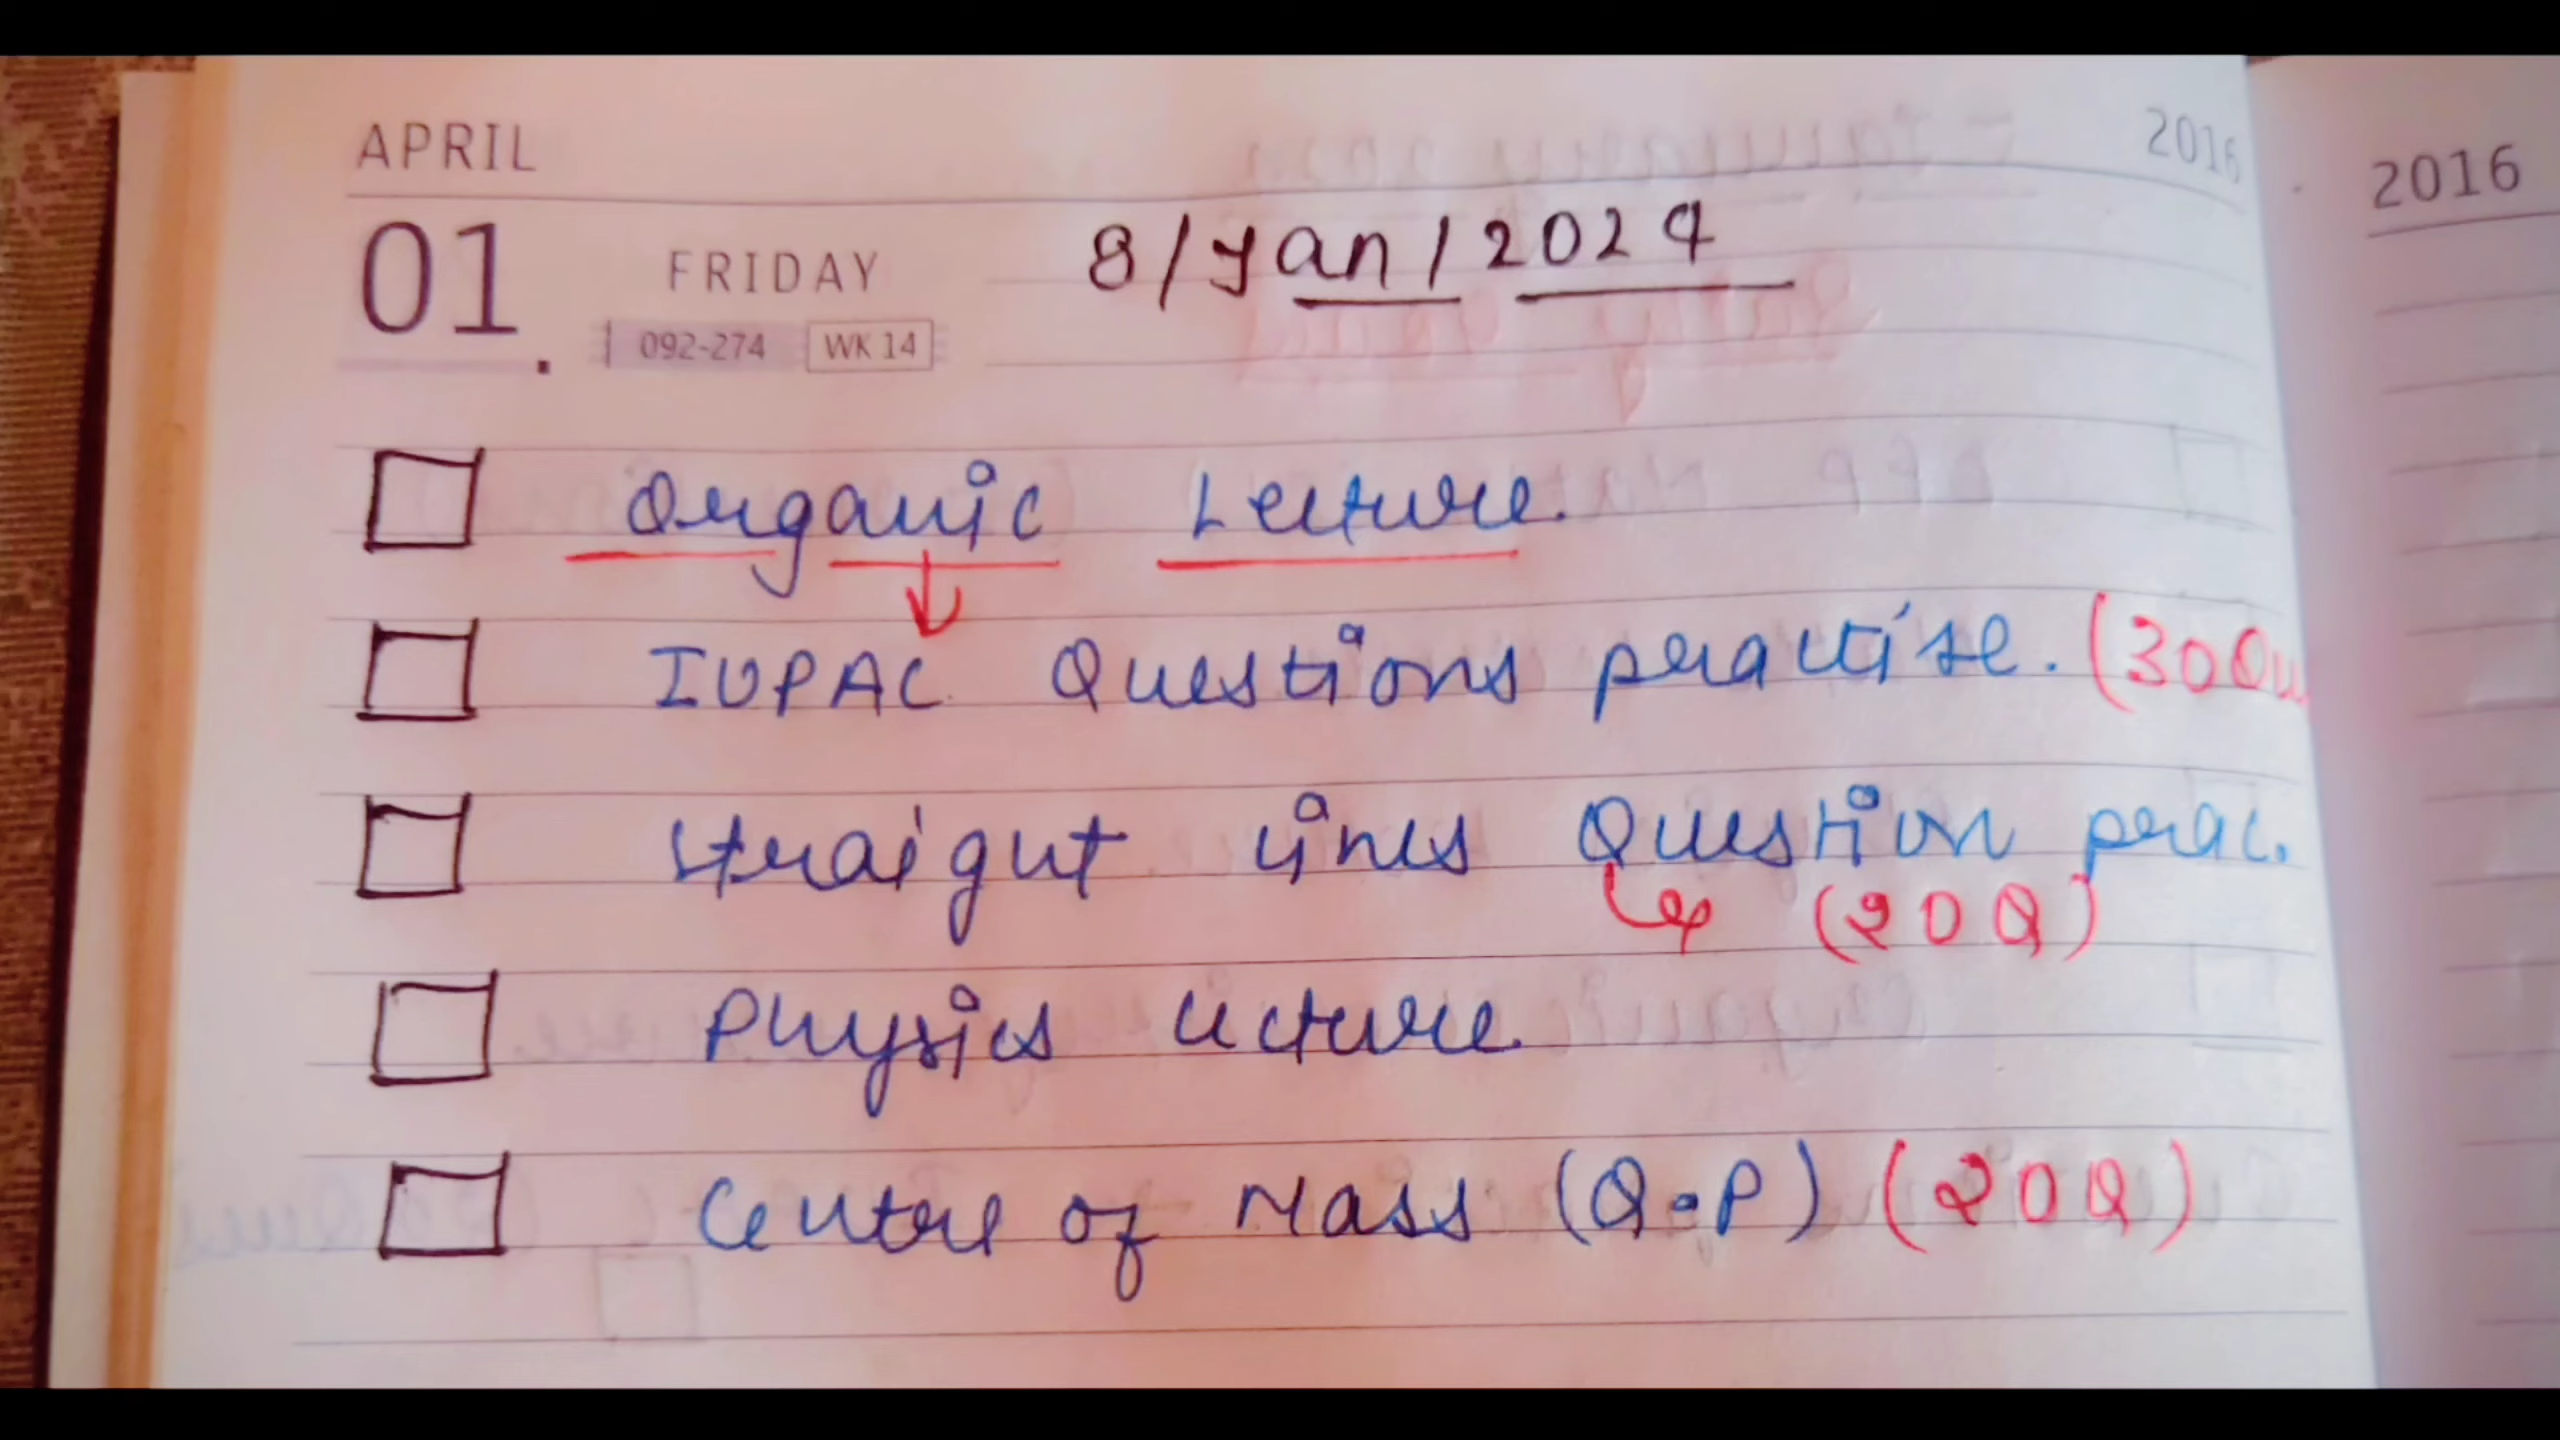 APRIL 2016 2016
01. FRIDAY 8/Jan/2024
092-274 WK 14
Organic Lecture.
IUPAC Questions practise. (30Qu
Straight lines Question prac.
(20Q)
Physics lecture
Centre of Mass (Q.P) (20Q)